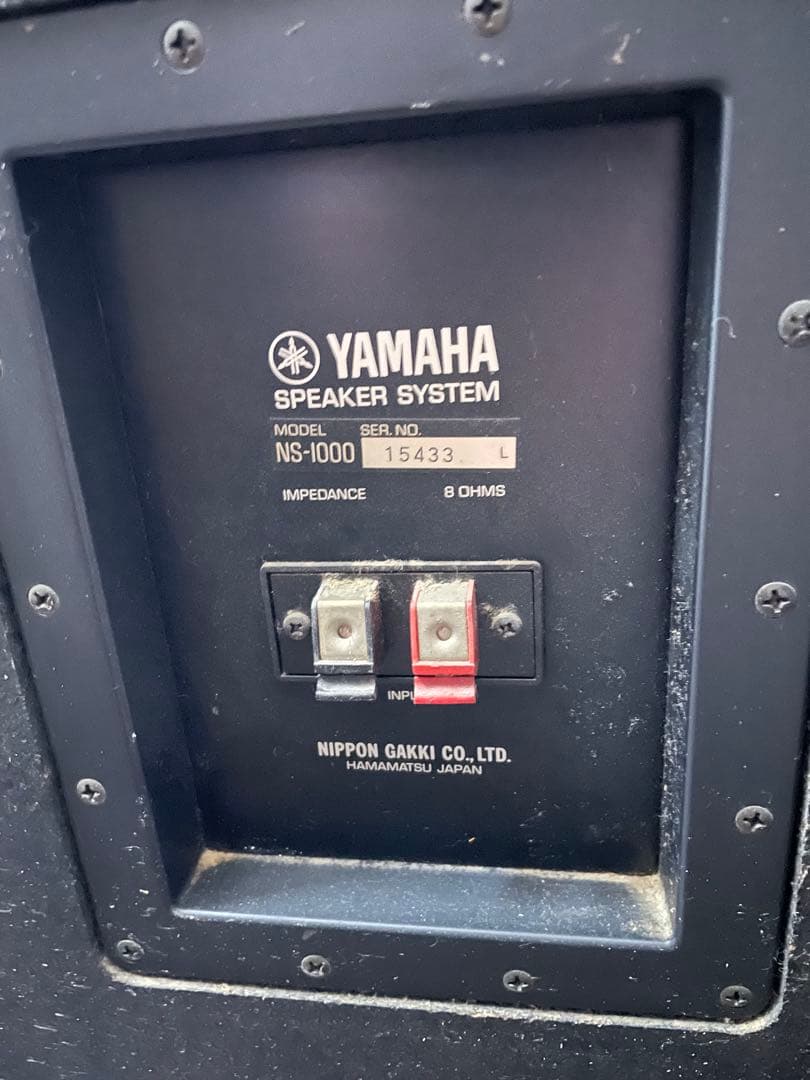 YAMAHA
SPEAKER SYSTEM
MODEL SER. NO.
NS-1000 15433 L
IMPEDANCE 8 OHMS
NIPPON GAKKI CO., LTD.
HAMAMATSU JAPAN